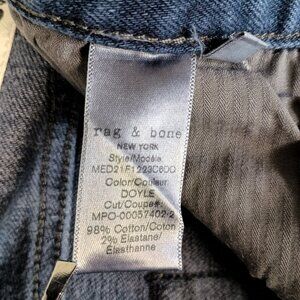 rag & bone
NEW YORK
Style/Modèle
MED21F1223C6DD
Color/Couleur
DOYLE
Cut/Coupe#:
MPO-00057402-2
98% Cotton/Coton
2% Elastane/
Élasthanne